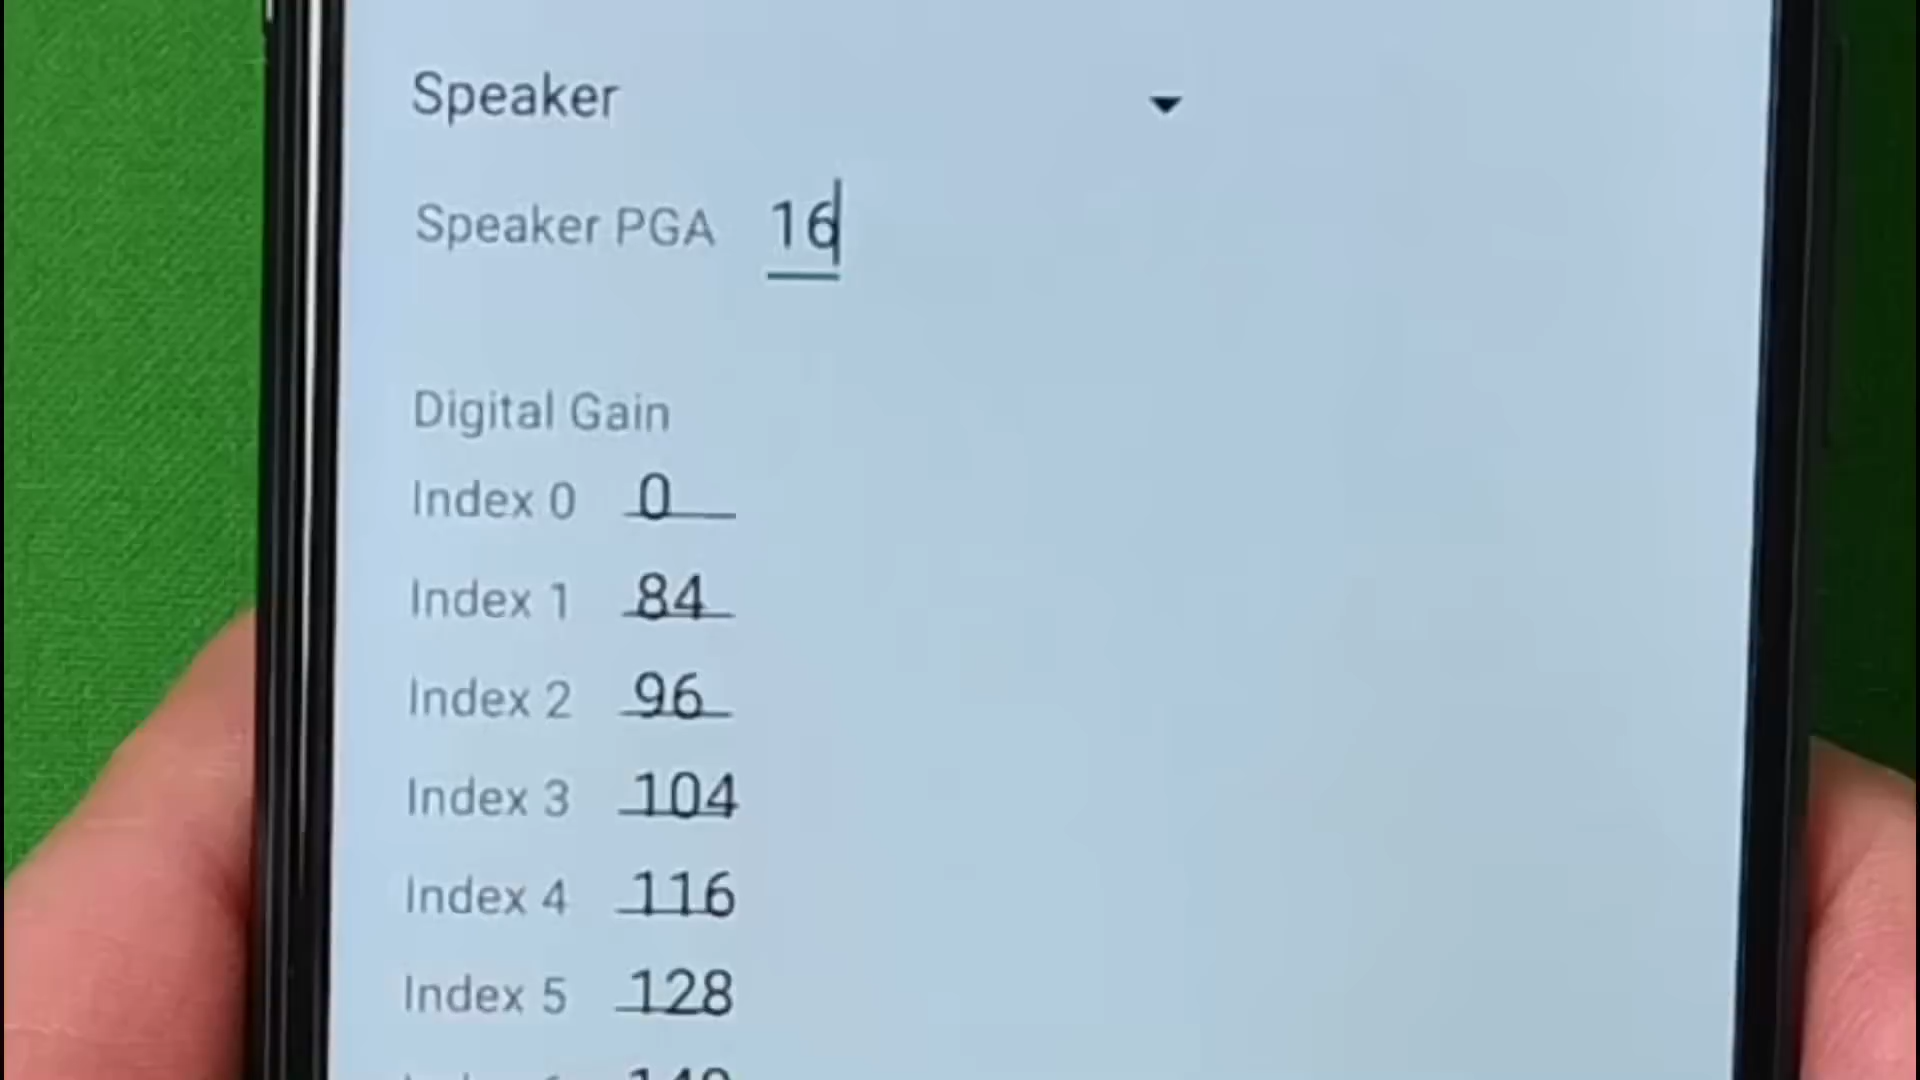 Speaker
Speaker PGA 16
Digital Gain
Index 0 0
Index 1 84
Index 2 96
Index 3 104
Index 4 116
Index 5 128